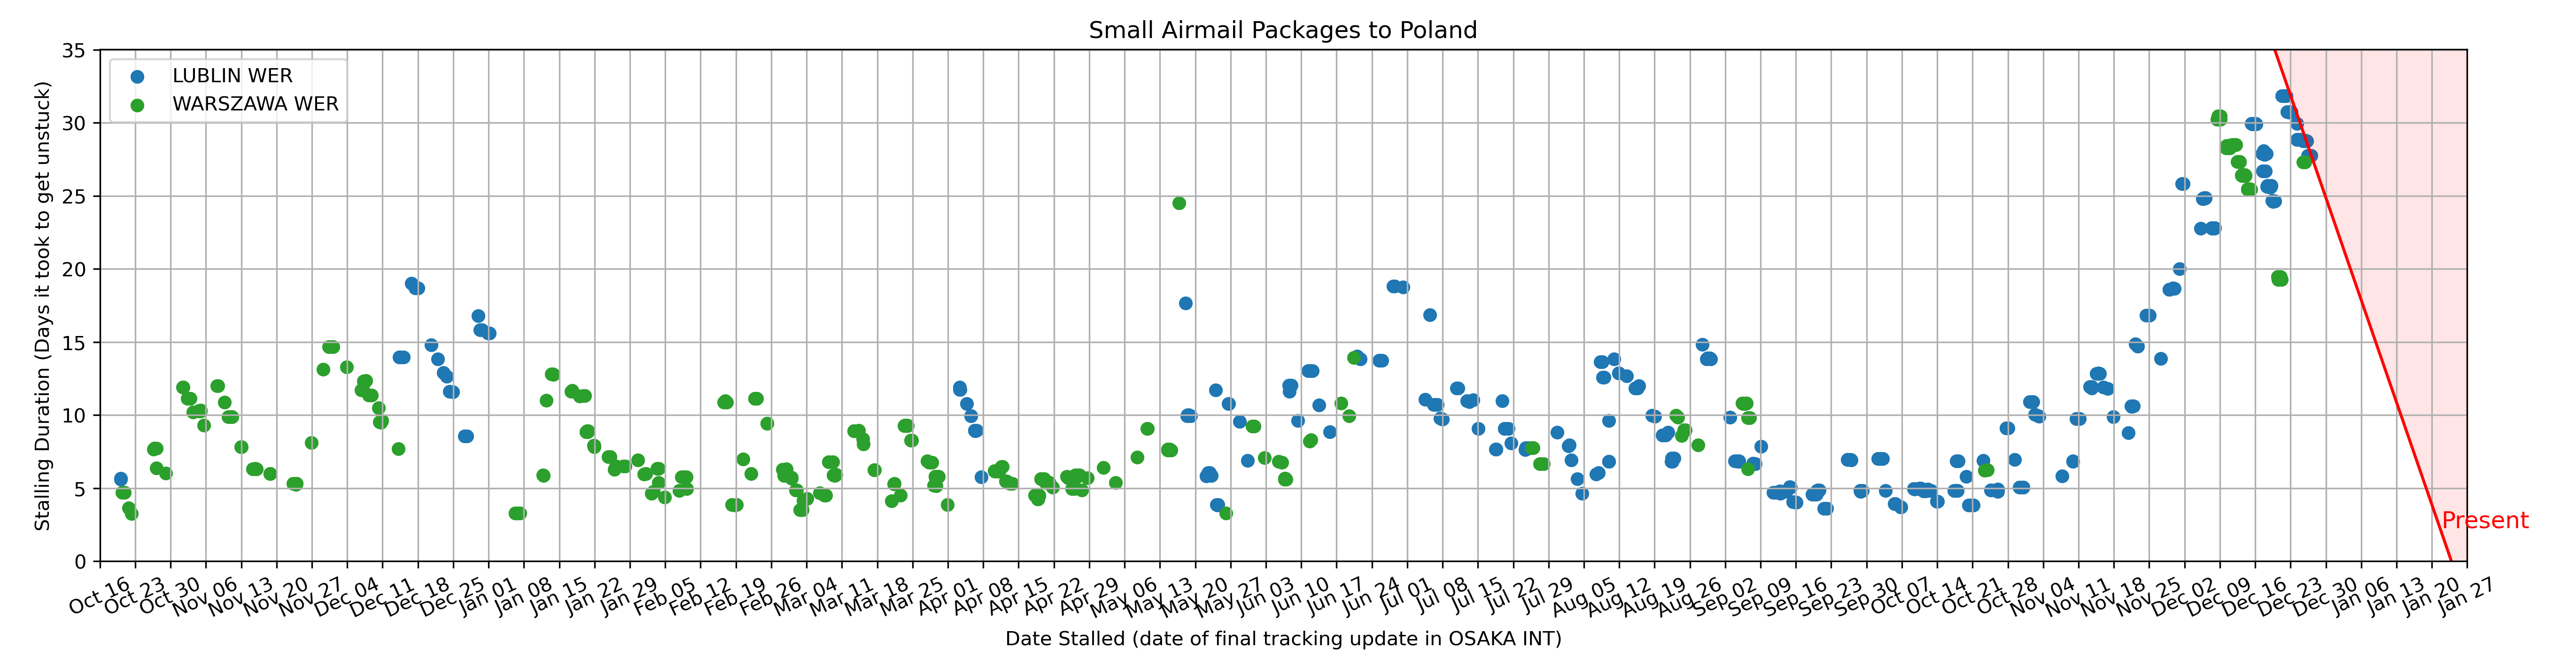 Small Airmail Packages to Poland
LUBLIN WER
WARSZAWA WER
Stalling Duration (Days it took to get unstuck)
35
30
25
20
15
10
5
0
Present
Oct 16 Oct 23 Oct 30 Nov 06 Nov 13 Nov 20 Nov 27 Dec 04 Dec 11 Dec 18 Dec 25 Jan 01 Jan 08 Jan 15 Jan 22 Jan 29 Feb 05 Feb 12 Feb 19 Feb 26 Mar 04 Mar 11 Mar 18 Mar 25 Apr 01 Apr 08 Apr 15 Apr 22 Apr 29 May 06 May 13 May 20 May 27 Jun 03 Jun 10 Jun 17 Jun 24 Jul 01 Jul 08 Jul 15 Jul 22 Jul 29 Aug 05 Aug 12 Aug 19 Aug 26 Sep 02 Sep 09 Sep 16 Sep 23 Sep 30 Oct 07 Oct 14 Oct 21 Oct 28 Nov 04 Nov 11 Nov 18 Nov 25 Dec 02 Dec 09 Dec 16 Dec 23 Dec 30 Jan 06 Jan 13 Jan 20 Jan 27
Date Stalled (date of final tracking update in OSAKA INT)